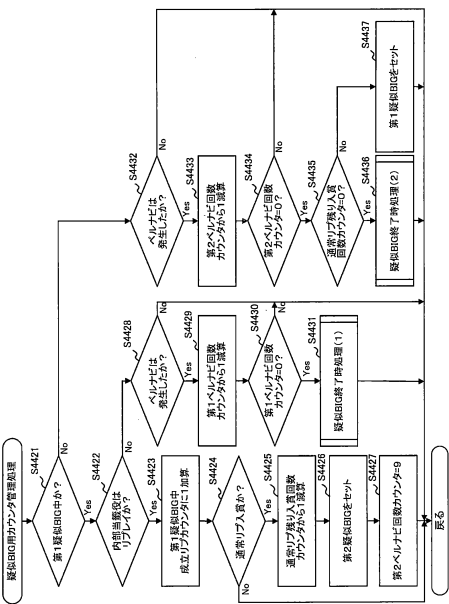 疑似BIG用カウンタ管理処理
S4421
第1疑似BIG中か？
No
Yes
S4422
内部当籤役は
リプレイか？
No
Yes
S4423
第1疑似BIG中
成立リプカウンタに1加算
S4424
通常リプ入賞か？
No
Yes
S4425
通常リプ残り入賞回数
カウンタから1減算
S4426
第2疑似BIGをセット
S4427
第2ベルナビ回数カウンタ=9
S4428
ベルナビは
発生したか？
No
Yes
S4429
第1ベルナビ回数
カウンタから1減算
S4430
第1ベルナビ回数
カウンタ=0？
No
Yes
S4431
疑似BIG終了時処理(1)
S4432
ベルナビは
発生したか？
No
Yes
S4433
第2ベルナビ回数
カウンタから1減算
S4434
第2ベルナビ回数
カウンタ=0？
No
Yes
S4435
通常リプ残り入賞
回数カウンタ=0？
No
Yes
S4436
疑似BIG終了時処理(2)
S4437
第1疑似BIGをセット
戻る